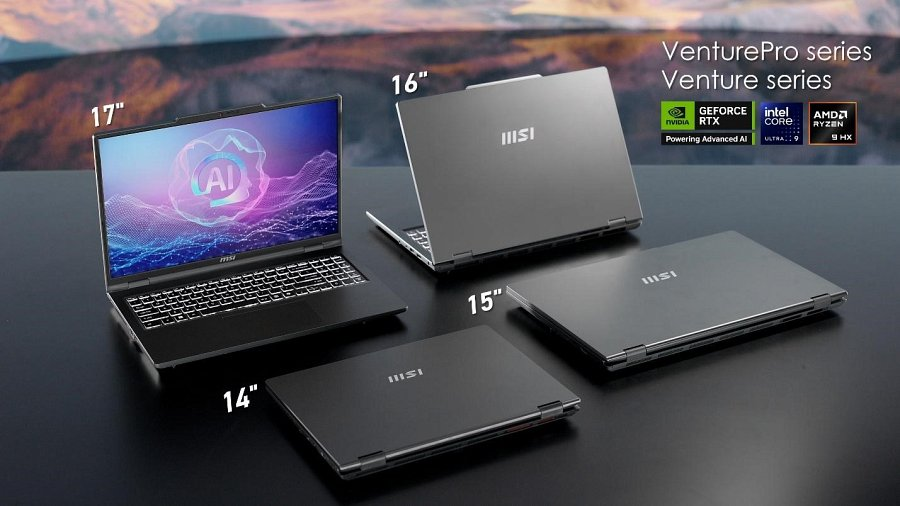 VenturePro series
Venture series
NVIDIA
GEFORCE
RTX
Powering Advanced AI
intel
CORE
ULTRA 9
AMD
RYZEN
9 HX
17"
16"
AI
msi
msi
15"
msi
14"
msi